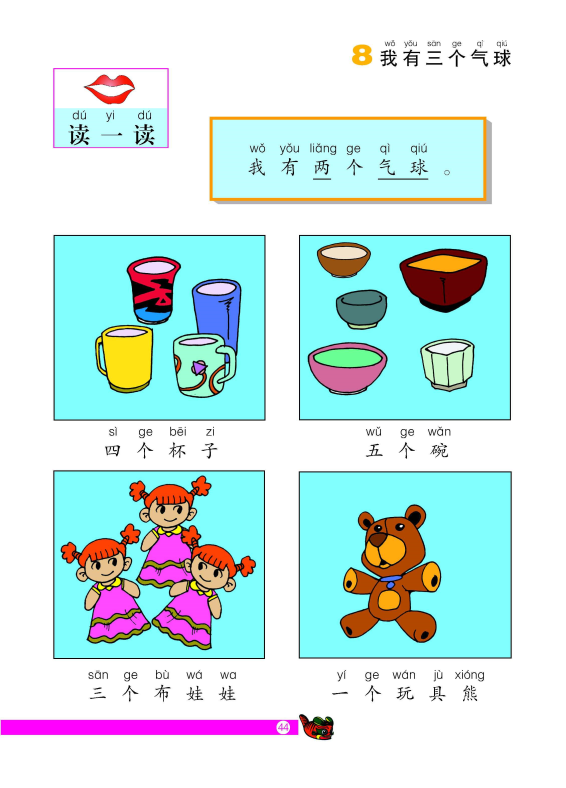 wǒ yǒu sān ge qì qiú
8 我有三个气球
dú yi dú
读一读
wǒ yǒu liǎng ge qì qiú
我有两个气球。
sì ge bēi zi
四个杯子
wǔ ge wǎn
五个碗
sān ge bù wá wa
三个布娃娃
yí ge wán jù xióng
一个玩具熊
44